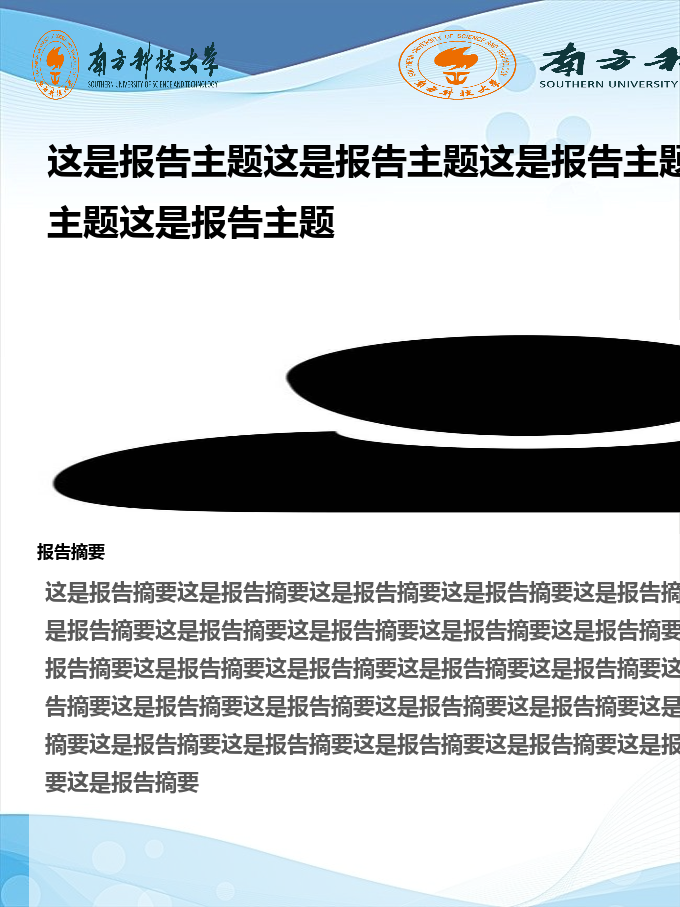 南方科技大学
SOUTHERN UNIVERSITY OF SCIENCE AND TECHNOLOGY
南方科
SOUTHERN UNIVERSITY
这是报告主题这是报告主题这是报告主题
主题这是报告主题
报告摘要
这是报告摘要这是报告摘要这是报告摘要这是报告摘要这是报告摘
是报告摘要这是报告摘要这是报告摘要这是报告摘要这是报告摘要
报告摘要这是报告摘要这是报告摘要这是报告摘要这是报告摘要这
告摘要这是报告摘要这是报告摘要这是报告摘要这是报告摘要这是
摘要这是报告摘要这是报告摘要这是报告摘要这是报告摘要这是报
要这是报告摘要